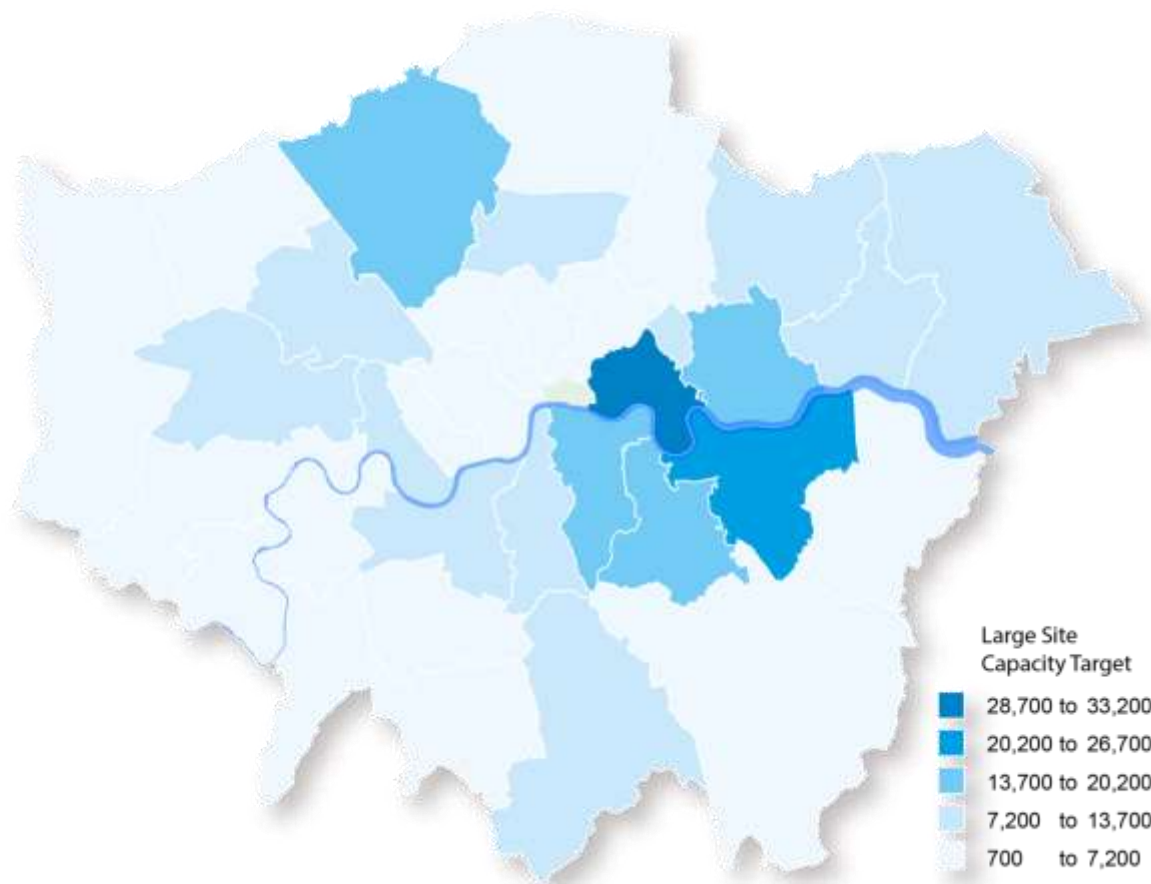 Large Site
Capacity Target
28,700 to 33,200
20,200 to 26,700
13,700 to 20,200
7,200 to 13,700
700 to 7,200